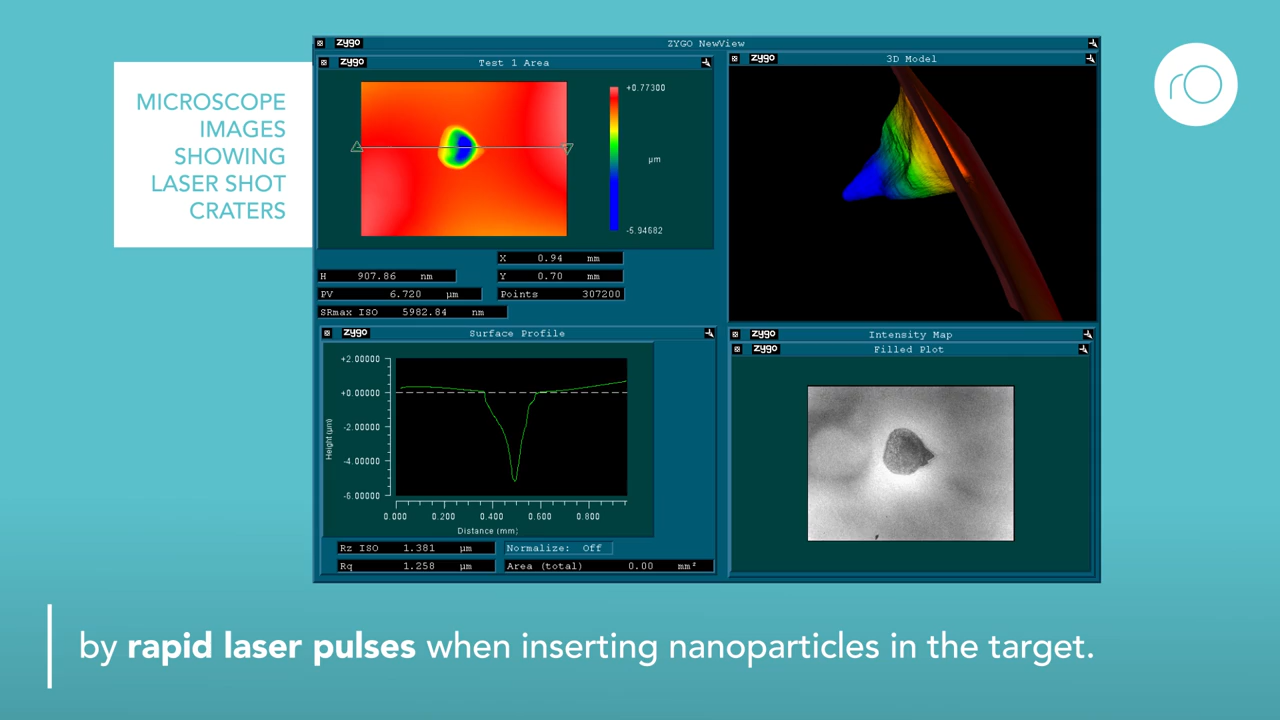 MICROSCOPE
IMAGES
SHOWING
LASER SHOT
CRATERS
ro
zygo ZYGO NewView
zygo Test 1 Area
+0.77300
µm
-5.94682
X 0.94 mm
H 907.86 nm
Y 0.70 mm
PV 6.720 µm
Points 307200
SRmax ISO 5982.84 nm
zygo 3D Model
zygo Surface Profile
+2.00000
+0.00000
-2.00000
-4.00000
-6.00000
Height (µm)
0.000 0.200 0.400 0.600 0.800
Distance (mm)
Rz ISO 1.381 µm
Normalize: Off
Rq 1.258 µm
Area (total) 0.00 mm²
zygo Intensity Map
zygo Filled Plot
by rapid laser pulses when inserting nanoparticles in the target.